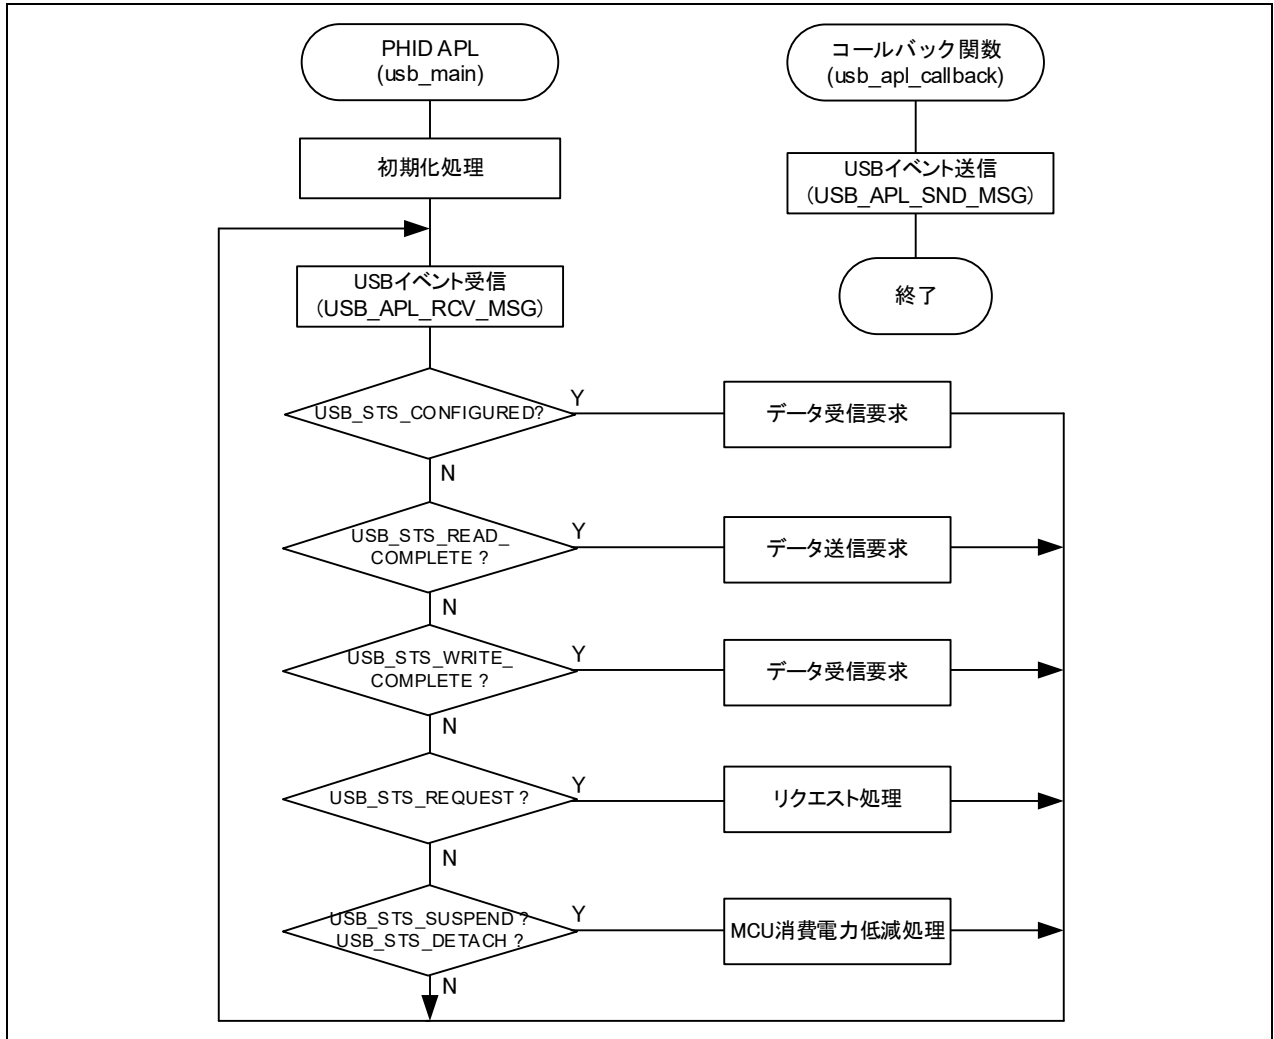 PHID APL
(usb_main)
コールバック関数
(usb_apl_callback)
初期化処理
USBイベント送信
(USB_APL_SND_MSG)
終了
USBイベント受信
(USB_APL_RCV_MSG)
USB_STS_CONFIGURED?
Y
データ受信要求
N
USB_STS_READ_
COMPLETE ?
Y
データ送信要求
N
USB_STS_WRITE_
COMPLETE ?
Y
データ受信要求
N
USB_STS_REQUEST ?
Y
リクエスト処理
N
USB_STS_SUSPEND ?
USB_STS_DETACH ?
Y
MCU消費電力低減処理
N